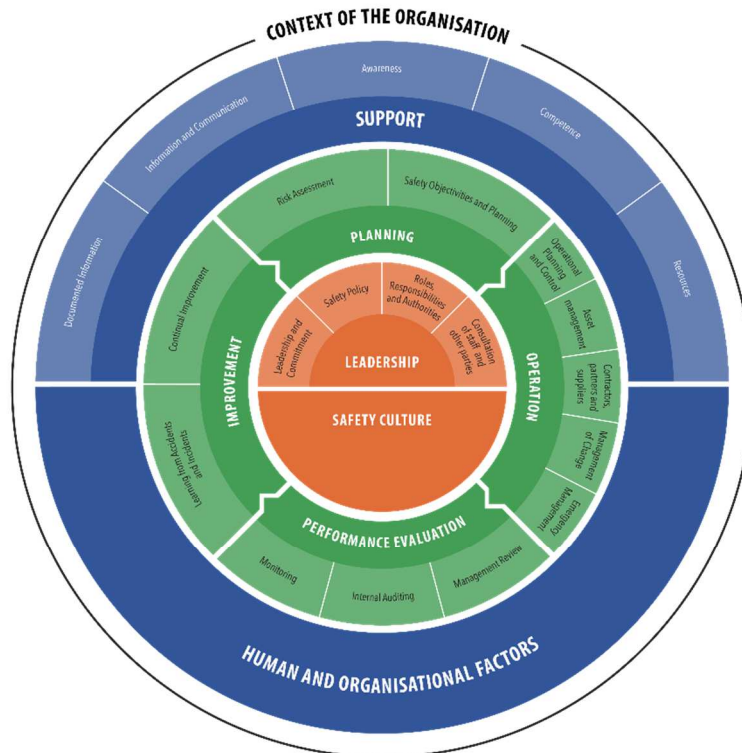 CONTEXT OF THE ORGANISATION
Documented Information
Information and Communication
Awareness
Competence
Resources
SUPPORT
Risk Assessment
Safety Objectivities and Planning
PLANNING
Operational
Planning
and Control
Asset
management
Contractors,
partners and
suppliers
Management
of Change
Emergency
Management
OPERATION
Management Review
Internal Auditing
Monitoring
PERFORMANCE EVALUATION
Learning from Accidents
and Incidents
Continual Improvement
IMPROVEMENT
Leadership and
Commitment
Safety Policy
Roles,
Responsibilities
and Authorities
Consultation
of staff and
other parties
LEADERSHIP
SAFETY CULTURE
HUMAN AND ORGANISATIONAL FACTORS